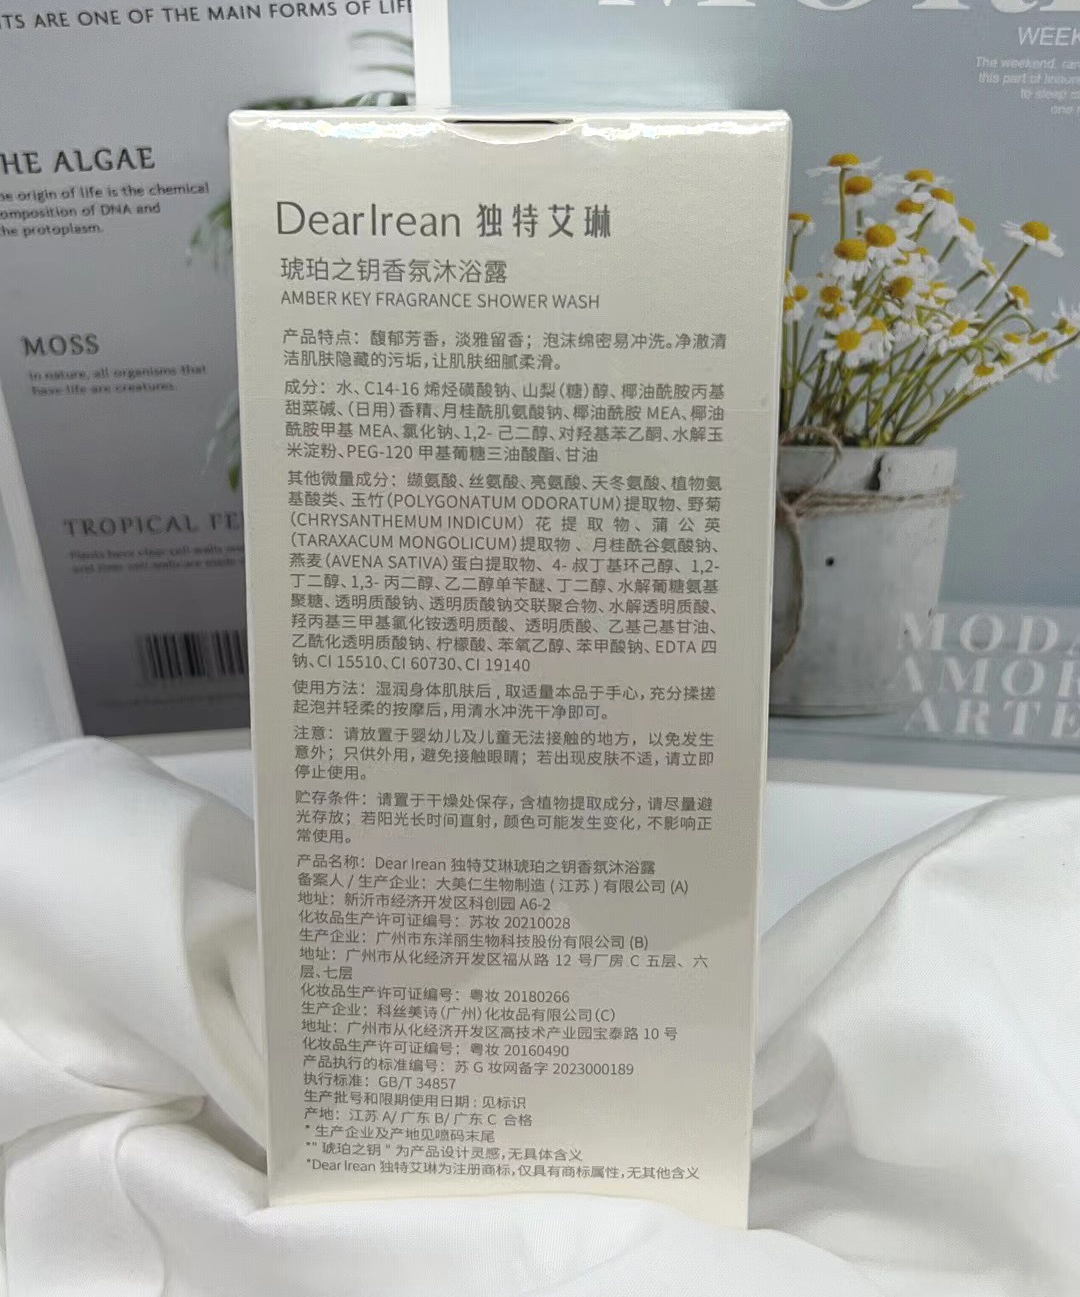 TS ARE ONE OF THE MAIN FORMS OF LIFE
HE ALGAE
he origin of life is the chemical
omposition of DNA and
he protoplasm.
MOSS
In nature, all organisms that
have life are creatures.
TROPICAL FE
Plants have clear cell walls
WEEK
The weekend,
this part of leisure
to sleep
MODA
AMOR
ARTE
DearIrean 独特艾琳
琥珀之钥香氛沐浴露
AMBER KEY FRAGRANCE SHOWER WASH
产品特点：馥郁芳香，淡雅留香；泡沫绵密易冲洗。净澈清
洁肌肤隐藏的污垢，让肌肤细腻柔滑。
成分：水、C14-16 烯烃磺酸钠、山梨（糖）醇、椰油酰胺丙基
甜菜碱、（日用）香精、月桂酰肌氨酸钠、椰油酰胺 MEA、椰油
酰胺甲基 MEA、氯化钠、1,2- 己二醇、对羟基苯乙酮、水解玉
米淀粉、PEG-120 甲基葡糖三油酸酯、甘油
其他微量成分：缬氨酸、丝氨酸、亮氨酸、天冬氨酸、植物氨
基酸类、玉竹（POLYGONATUM ODORATUM）提取物、野菊
（CHRYSANTHEMUM INDICUM）花提取物、蒲公英
（TARAXACUM MONGOLICUM）提取物 、月桂酰谷氨酸钠、
燕麦（AVENA SATIVA）蛋白提取物、4- 叔丁基环己醇、1,2-
丁二醇、1,3- 丙二醇、乙二醇单苄醚、丁二醇、水解葡糖氨基
聚糖、透明质酸钠、透明质酸钠交联聚合物、水解透明质酸、
羟丙基三甲基氯化铵透明质酸、透明质酸、乙基己基甘油、
乙酰化透明质酸钠、柠檬酸、苯氧乙醇、苯甲酸钠、EDTA 四
钠、CI 15510、CI 60730、CI 19140
使用方法：湿润身体肌肤后，取适量本品于手心，充分揉搓
起泡并轻柔的按摩后，用清水冲洗干净即可。
注意：请放置于婴幼儿及儿童无法接触的地方，以免发生
意外；只供外用，避免接触眼睛；若出现皮肤不适，请立即
停止使用。
贮存条件：请置于干燥处保存，含植物提取成分，请尽量避
光存放；若阳光长时间直射，颜色可能发生变化，不影响正
常使用。
产品名称：Dear Irean 独特艾琳琥珀之钥香氛沐浴露
备案人 / 生产企业：大美仁生物制造（江苏）有限公司 (A)
地址：新沂市经济开发区科创园 A6-2
化妆品生产许可证编号：苏妆 20210028
生产企业：广州市东洋丽生物科技股份有限公司 (B)
地址：广州市从化经济开发区福从路 12 号厂房 C 五层、六
层、七层
化妆品生产许可证编号：粤妆 20180266
生产企业：科丝美诗（广州）化妆品有限公司(C)
地址：广州市从化经济开发区高技术产业园宝泰路 10 号
化妆品生产许可证编号：粤妆 20160490
产品执行的标准编号：苏 G 妆网备字 2023000189
执行标准：GB/T 34857
生产批号和限期使用日期：见标识
产地：江苏 A/ 广东 B/ 广东 C 合格
* 生产企业及产地见喷码末尾
*" 琥珀之钥 " 为产品设计灵感，无具体含义
*Dear Irean 独特艾琳为注册商标，仅具有商标属性，无其他含义